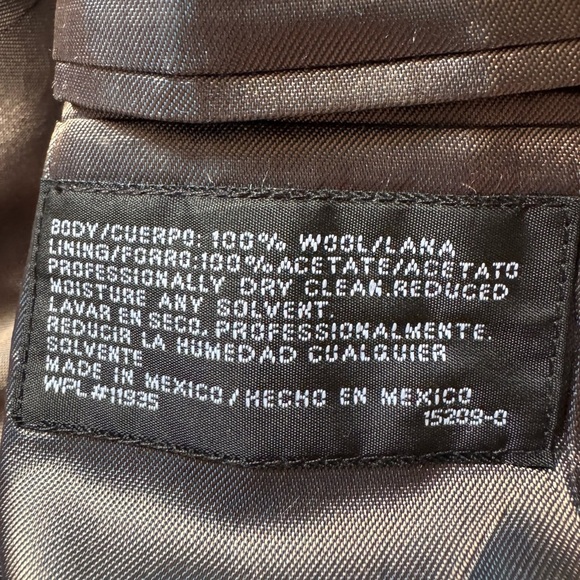 BODY/CUERPO: 100% WOOL/LANA
LINING/FORRO:100% ACETATE/ACETATO
PROFESSIONALLY DRY CLEAN.REDUCED
MOISTURE ANY SOLVENT.
LAVAR EN SECO. PROFESSIONALMENTE.
REDUCIR LA HUMEDAD CUALQUIER
SOLVENTE
MADE IN MEXICO/HECHO EN MEXICO
WPL#11935 15209-0